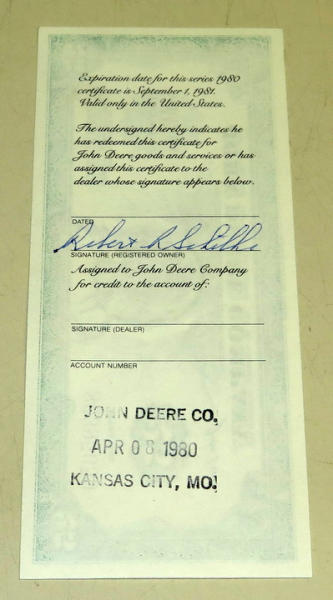 Expiration date for this series 1980
certificate is September 1, 1981.
Valid only in the United States.
The undersigned hereby indicates he
has redeemed this certificate for
John Deere goods and services or has
assigned this certificate to the
dealer whose signature appears below.
DATED
Robert
SIGNATURE (REGISTERED OWNER)
Assigned to John Deere Company
for credit to the account of:
SIGNATURE (DEALER)
ACCOUNT NUMBER
JOHN DEERE CO.
APR 08 1980
KANSAS CITY, MO.